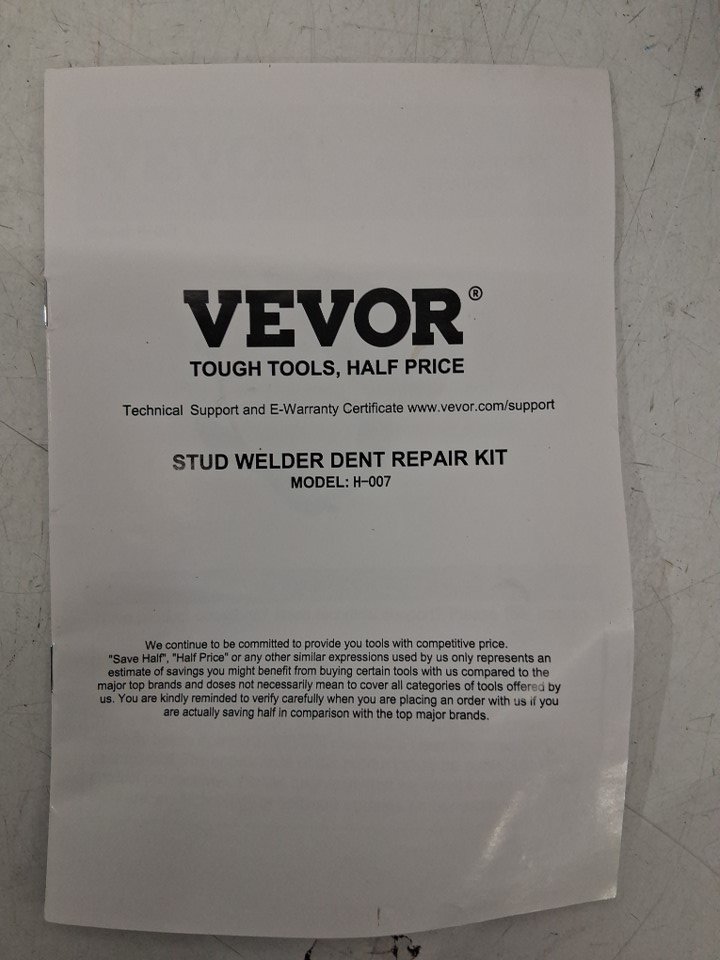 VEVOR®
TOUGH TOOLS, HALF PRICE
Technical Support and E-Warranty Certificate www.vevor.com/support
STUD WELDER DENT REPAIR KIT
MODEL: H-007
We continue to be committed to provide you tools with competitive price.
"Save Half", "Half Price" or any other similar expressions used by us only represents an
estimate of savings you might benefit from buying certain tools with us compared to the
major top brands and doses not necessarily mean to cover all categories of tools offered by
us. You are kindly reminded to verify carefully when you are placing an order with us if you
are actually saving half in comparison with the top major brands.